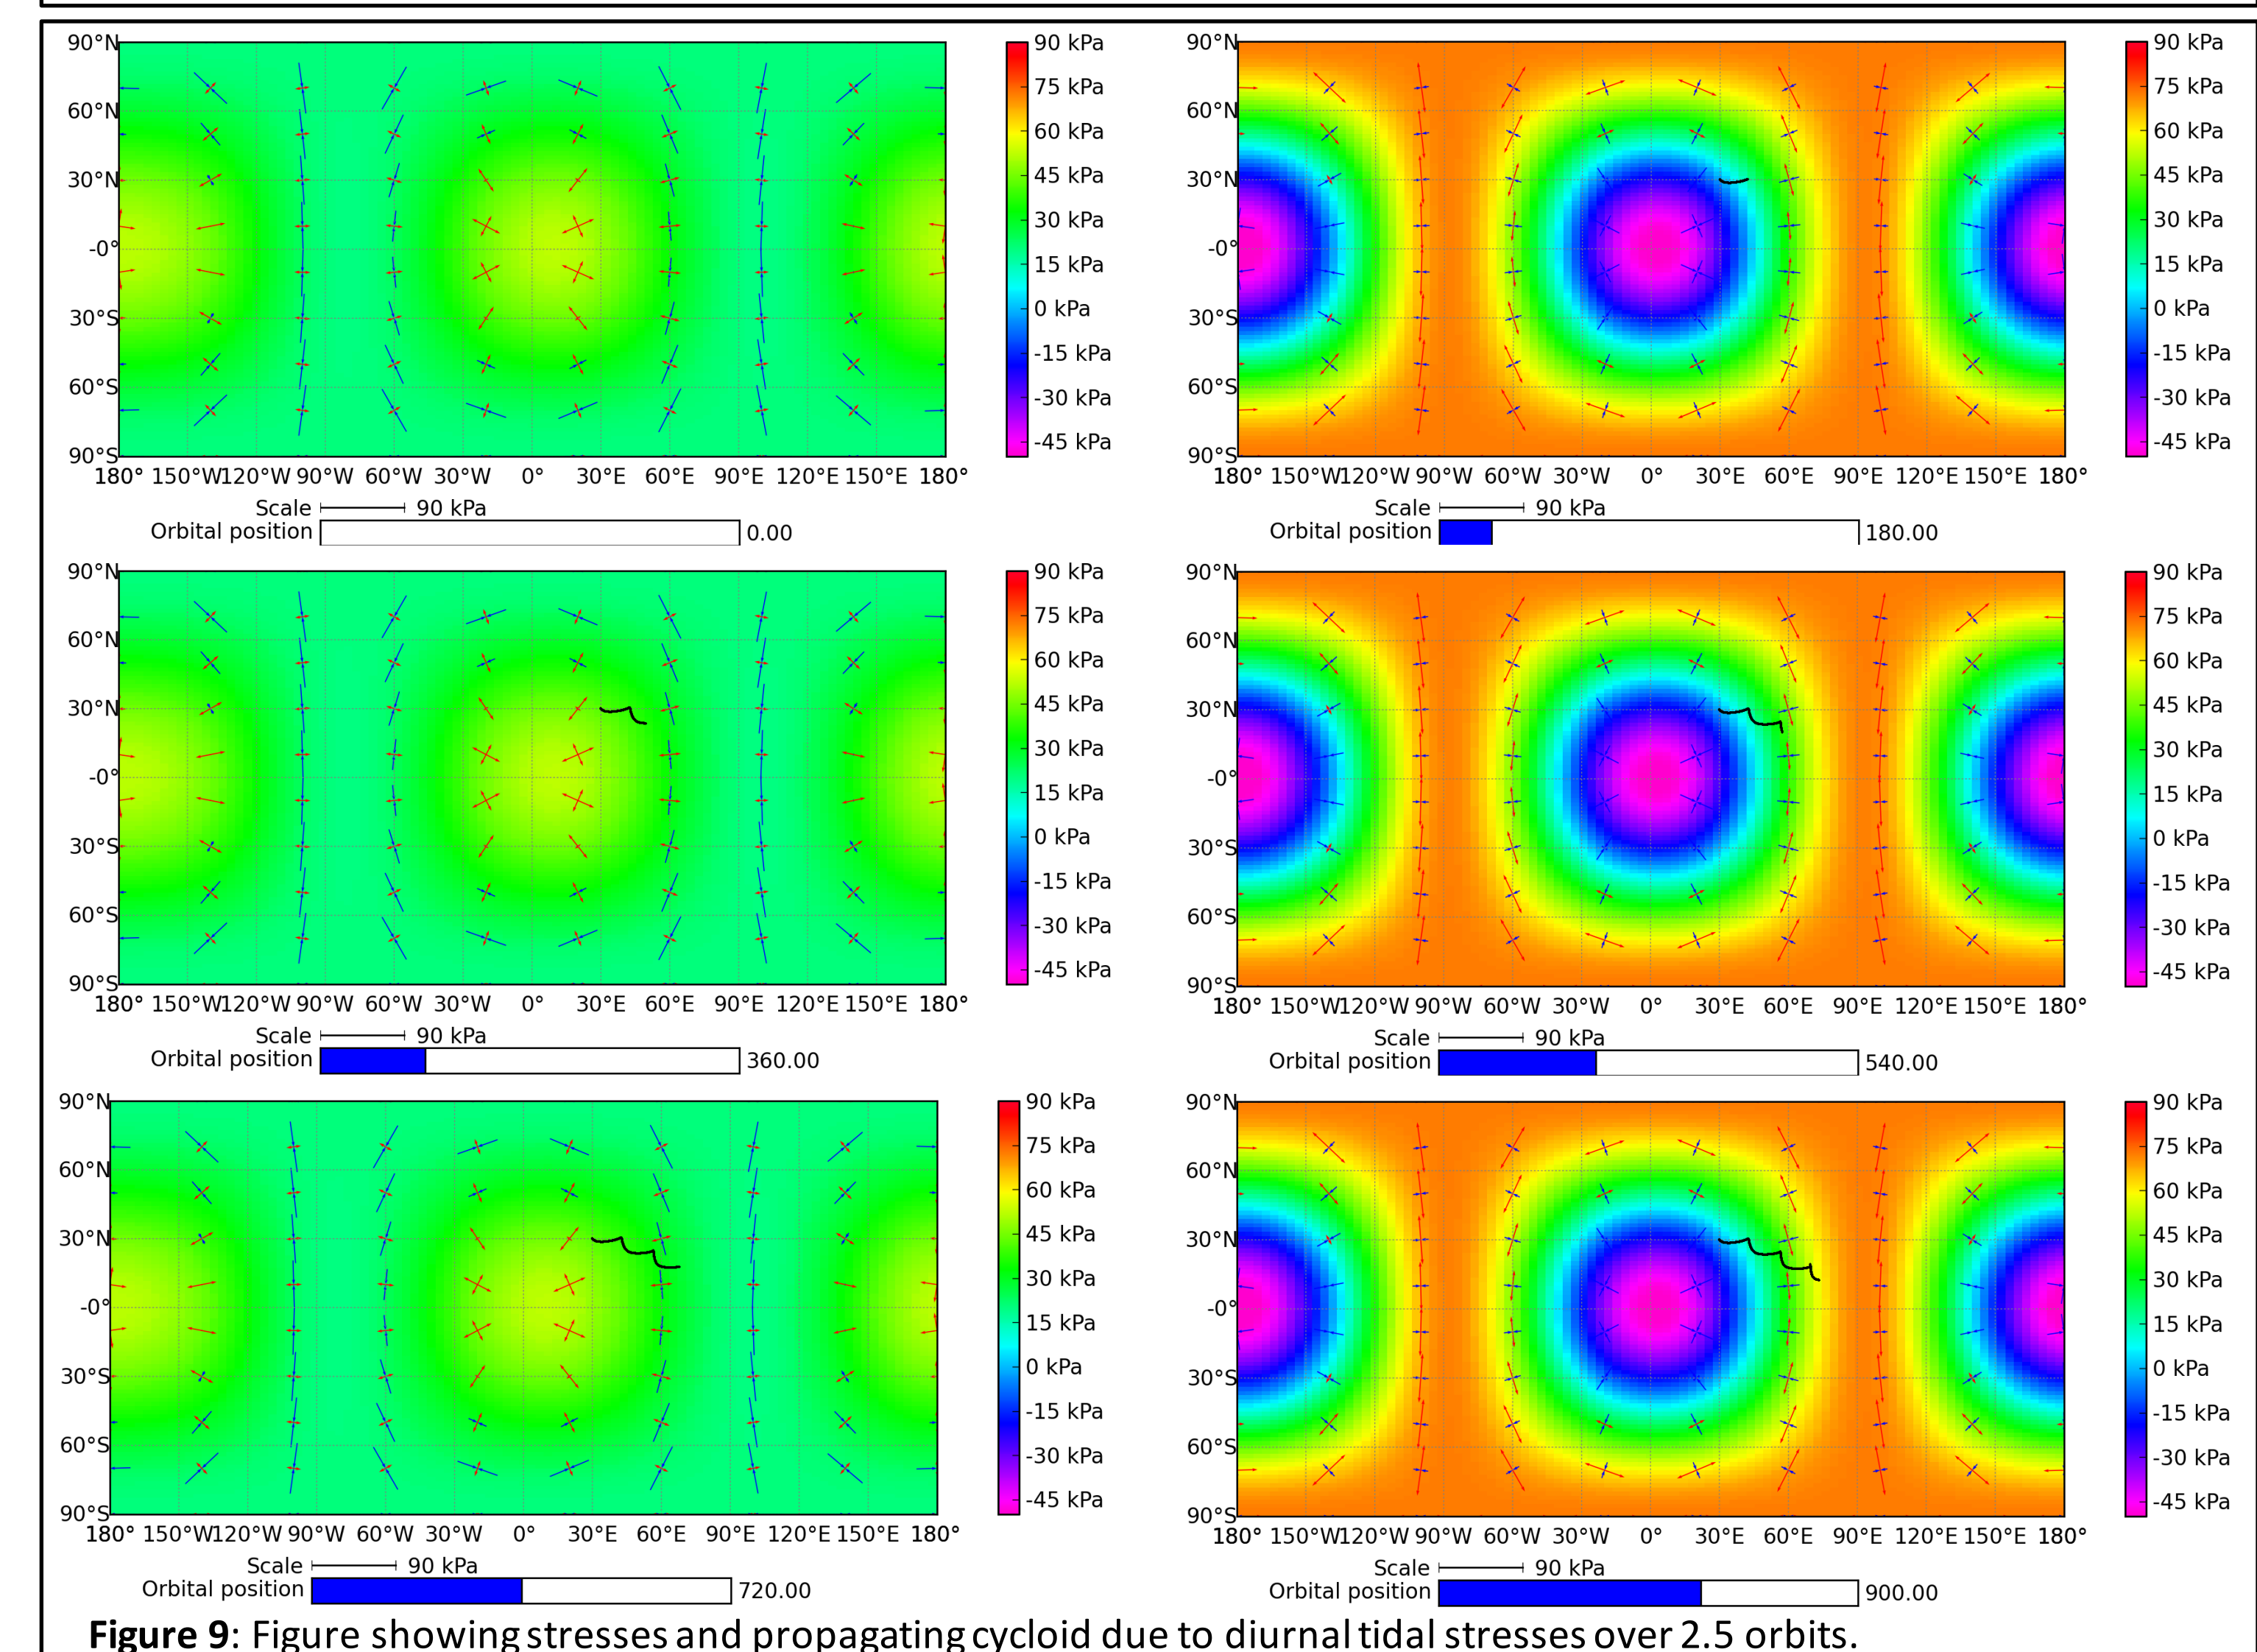 90°N
60°N
30°N
-0°
30°S
60°S
90°S
180° 150°W 120°W 90°W 60°W 30°W 0° 30°E 60°E 90°E 120°E 150°E 180°
90 kPa
75 kPa
60 kPa
45 kPa
30 kPa
15 kPa
0 kPa
-15 kPa
-30 kPa
-45 kPa
Scale 90 kPa
Orbital position 0.00
90°N
60°N
30°N
-0°
30°S
60°S
90°S
180° 150°W 120°W 90°W 60°W 30°W 0° 30°E 60°E 90°E 120°E 150°E 180°
90 kPa
75 kPa
60 kPa
45 kPa
30 kPa
15 kPa
0 kPa
-15 kPa
-30 kPa
-45 kPa
Scale 90 kPa
Orbital position 180.00
90°N
60°N
30°N
-0°
30°S
60°S
90°S
180° 150°W 120°W 90°W 60°W 30°W 0° 30°E 60°E 90°E 120°E 150°E 180°
90 kPa
75 kPa
60 kPa
45 kPa
30 kPa
15 kPa
0 kPa
-15 kPa
-30 kPa
-45 kPa
Scale 90 kPa
Orbital position 360.00
90°N
60°N
30°N
-0°
30°S
60°S
90°S
180° 150°W 120°W 90°W 60°W 30°W 0° 30°E 60°E 90°E 120°E 150°E 180°
90 kPa
75 kPa
60 kPa
45 kPa
30 kPa
15 kPa
0 kPa
-15 kPa
-30 kPa
-45 kPa
Scale 90 kPa
Orbital position 540.00
90°N
60°N
30°N
-0°
30°S
60°S
90°S
180° 150°W 120°W 90°W 60°W 30°W 0° 30°E 60°E 90°E 120°E 150°E 180°
90 kPa
75 kPa
60 kPa
45 kPa
30 kPa
15 kPa
0 kPa
-15 kPa
-30 kPa
-45 kPa
Scale 90 kPa
Orbital position 720.00
90°N
60°N
30°N
-0°
30°S
60°S
90°S
180° 150°W 120°W 90°W 60°W 30°W 0° 30°E 60°E 90°E 120°E 150°E 180°
90 kPa
75 kPa
60 kPa
45 kPa
30 kPa
15 kPa
0 kPa
-15 kPa
-30 kPa
-45 kPa
Scale 90 kPa
Orbital position 900.00
Figure 9: Figure showing stresses and propagating cycloid due to diurnal tidal stresses over 2.5 orbits.